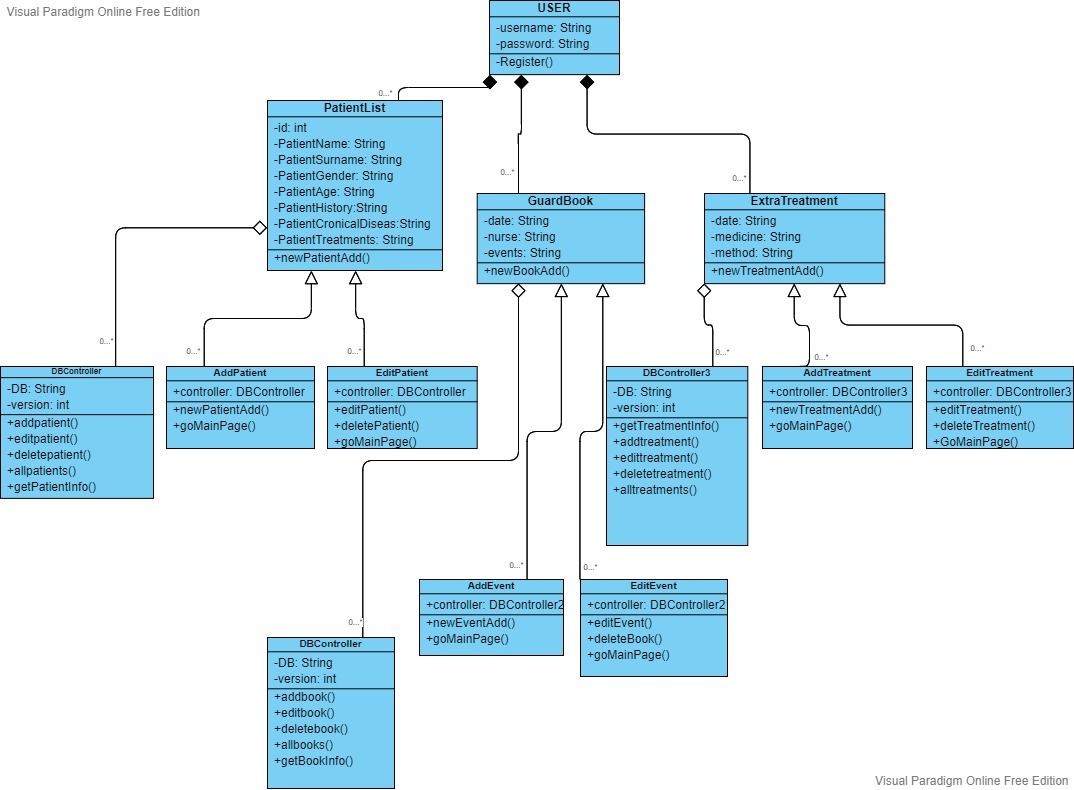 Visual Paradigm Online Free Edition
USER
-username: String
-password: String
-Register()
0...*
0...*
0...*
PatientList
-id: int
-PatientName: String
-PatientSurname: String
-PatientGender: String
-PatientAge: String
-PatientHistory:String
-PatientCronicalDiseas:String
-PatientTreatments: String
+newPatientAdd()
GuardBook
-date: String
-nurse: String
-events: String
+newBookAdd()
ExtraTreatment
-date: String
-medicine: String
-method: String
+newTreatmentAdd()
0...*
0...*
0...*
0...*
0...*
0...*
DBController
-DB: String
-version: int
+addpatient()
+editpatient()
+deletepatient()
+allpatients()
+getPatientInfo()
AddPatient
+controller: DBController
+newPatientAdd()
+goMainPage()
EditPatient
+controller: DBController
+editPatient()
+deletePatient()
+goMainPage()
DBController3
-DB: String
-version: int
+getTreatmentInfo()
+addtreatment()
+edittreatment()
+deletetreatment()
+alltreatments()
AddTreatment
+controller: DBController3
+newTreatmentAdd()
+goMainPage()
EditTreatment
+controller: DBController3
+editTreatment()
+deleteTreatment()
+GoMainPage()
0...*
0...*
AddEvent
+controller: DBController2
+newEventAdd()
+goMainPage()
EditEvent
+controller: DBController2
+editEvent()
+deleteBook()
+goMainPage()
0...*
DBController
-DB: String
-version: int
+addbook()
+editbook()
+deletebook()
+allbooks()
+getBookInfo()
Visual Paradigm Online Free Edition